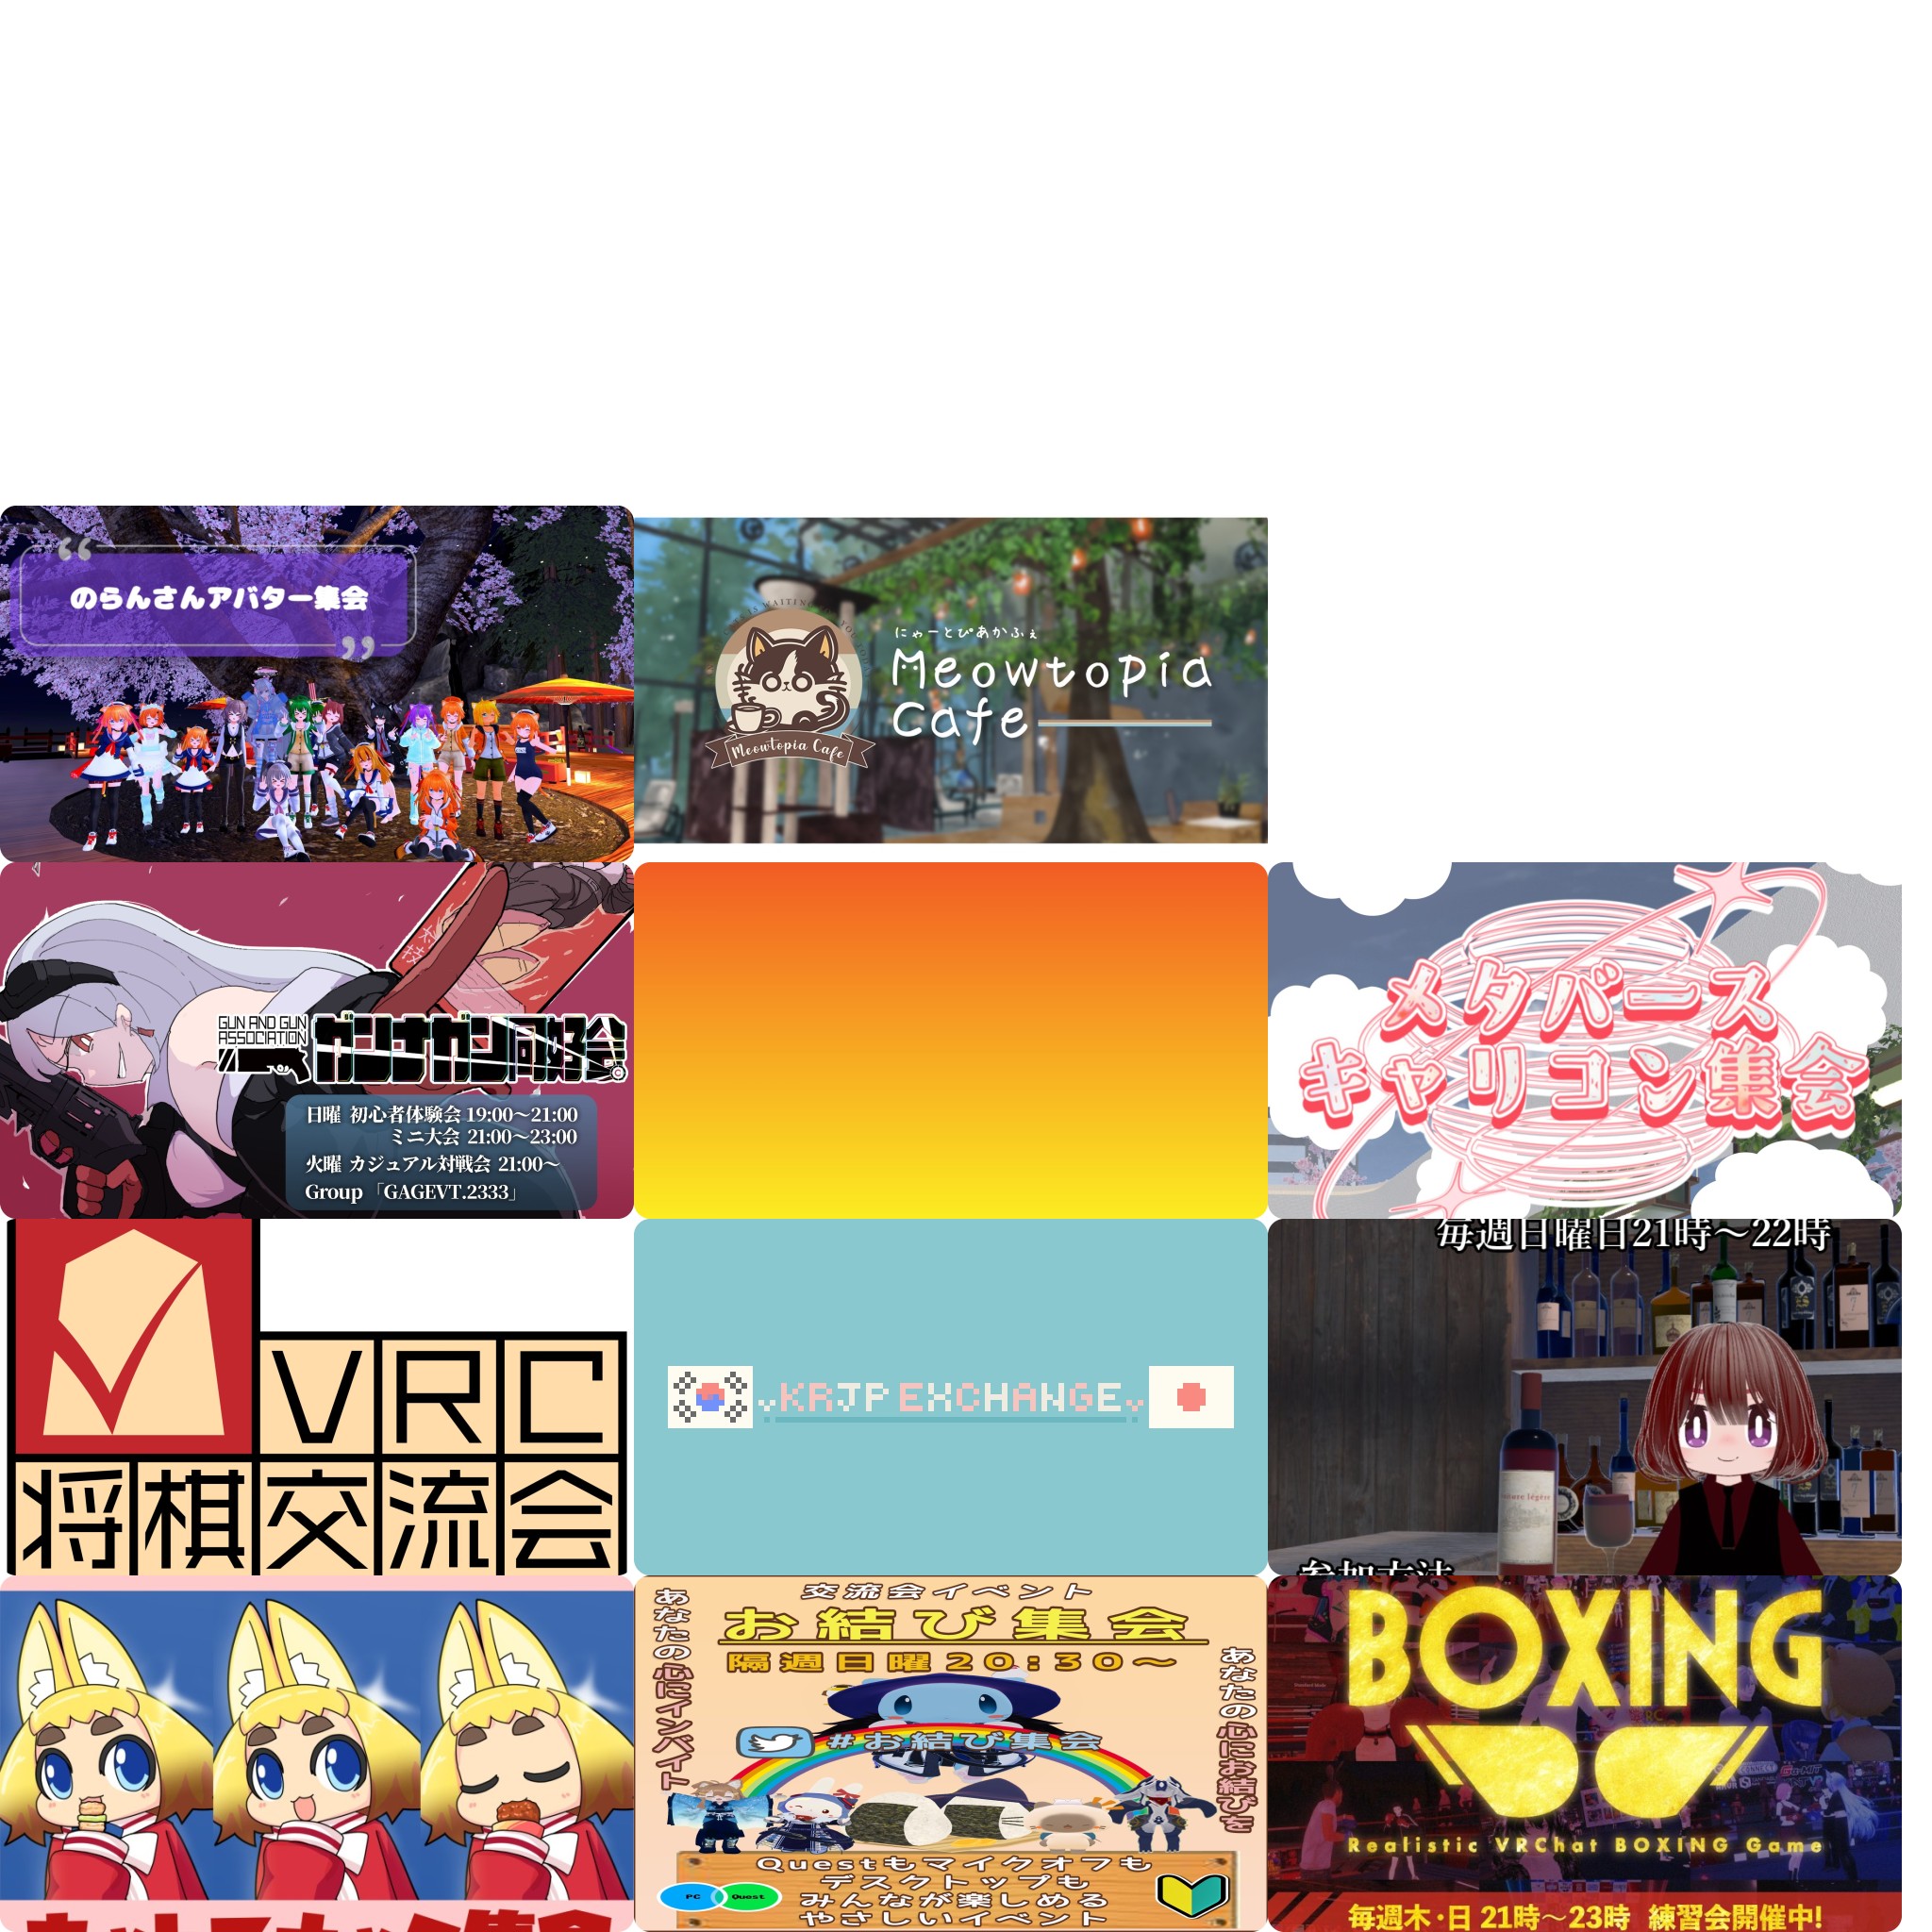 のらんさんアバター集会
にゃーとぴあかふぇ
Meowtopia
Cafe
Meowtopia Cafe
GUN AND GUN
ASSOCIATION
ガンナガン同好会
日曜 初心者体験会 19:00～21:00
ミニ大会 21:00～23:00
火曜 カジュアル対戦会 21:00～
Group 「GAGEVT.2333」
メタバース
キャリコン集会
VRC
将棋交流会
KRJP EXCHANGE
毎週日曜日21時～22時
参加方法
交流会イベント
お結び集会
隔週日曜20:30～
あなたの心にインバイト
#お結び集会
あなたの心にお結びを
Questもマイクオフも
デスクトップも
みんなが楽しめる
やさしいイベント
PC
Quest
BOXING
Realistic VRChat BOXING Game
毎週木・日 21時～23時 練習会開催中!